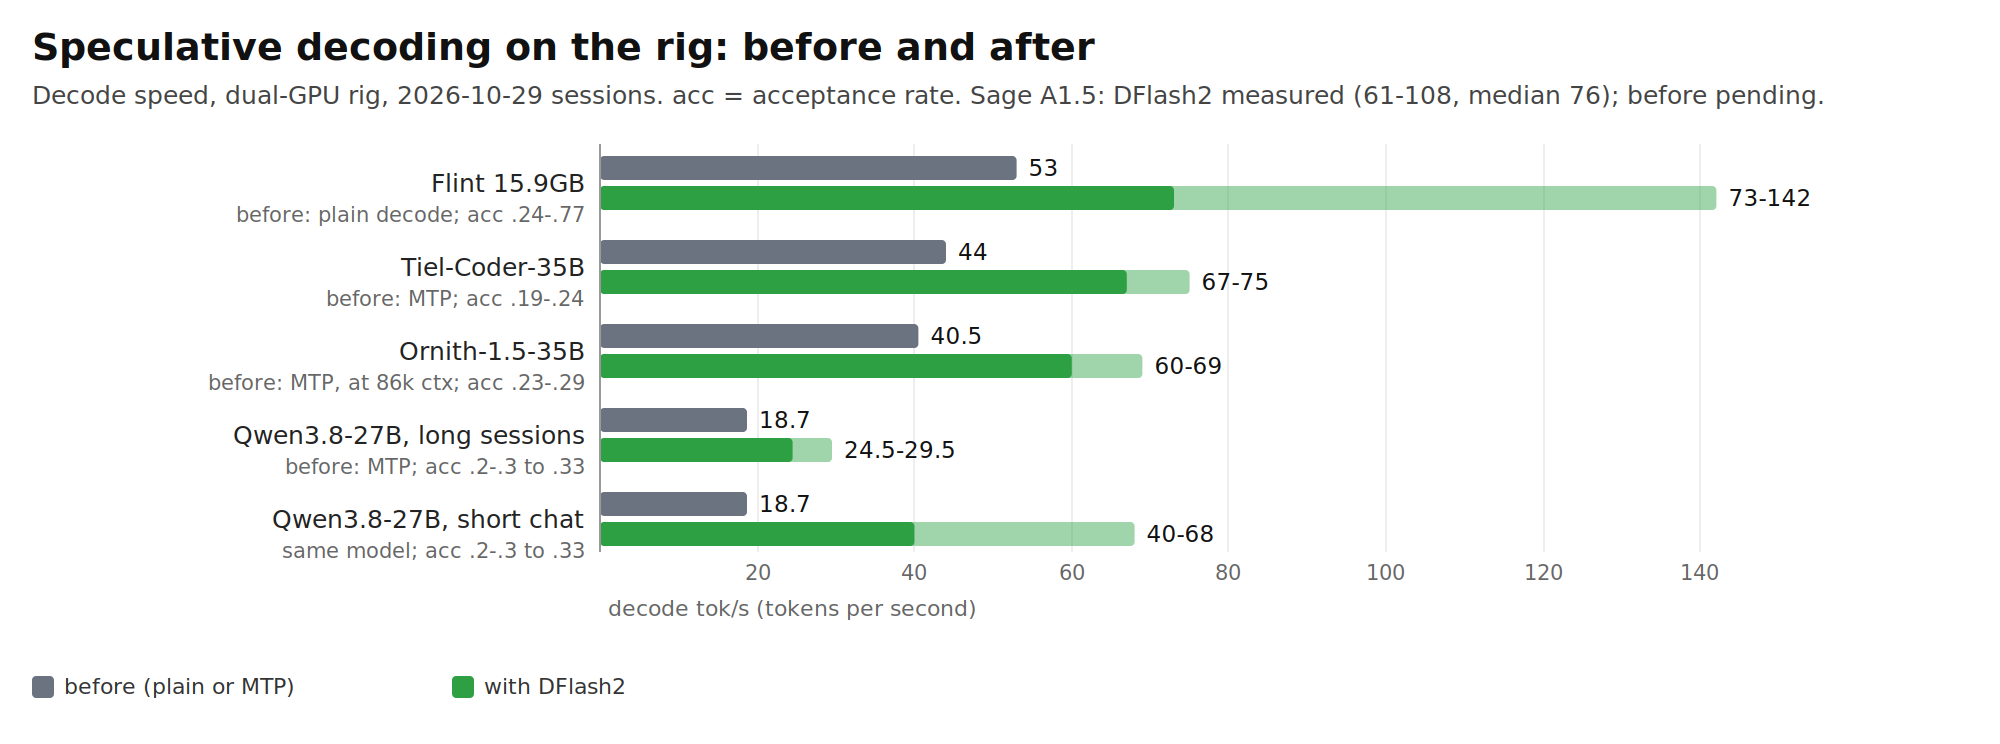 Speculative decoding on the rig: before and after
Decode speed, dual-GPU rig, 2026-10-29 sessions. acc = acceptance rate. Sage A1.5: DFlash2 measured (61-108, median 76); before pending.
53
Flint 15.9GB
73-142
before: plain decode; acc .24-.77
44
Tiel-Coder-35B
67-75
before: MTP; acc .19-.24
40.5
Ornith-1.5-35B
60-69
before: MTP, at 86k ctx; acc .23-.29
18.7
Qwen3.8-27B, long sessions
24.5-29.5
before: MTP; acc .2-.3 to .33
18.7
Qwen3.8-27B, short chat
40-68
same model; acc .2-.3 to .33
20 40 60 80 100 120 140
decode tok/s (tokens per second)
before (plain or MTP) with DFlash2